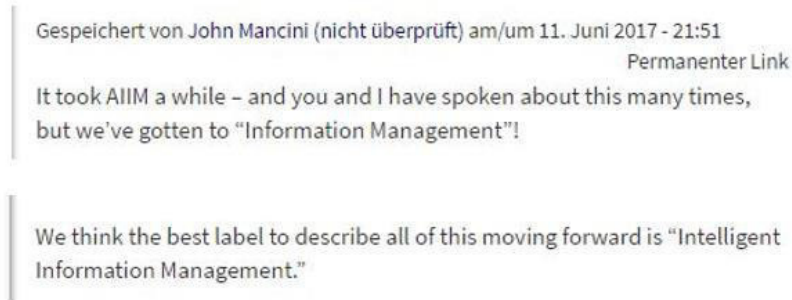 Gespeichert von John Mancini (nicht überprüft) am/um 11. Juni 2017 - 21:51
Permanenter Link
It took AIIM a while – and you and I have spoken about this many times,
but we’ve gotten to “Information Management”!
We think the best label to describe all of this moving forward is “Intelligent
Information Management.”